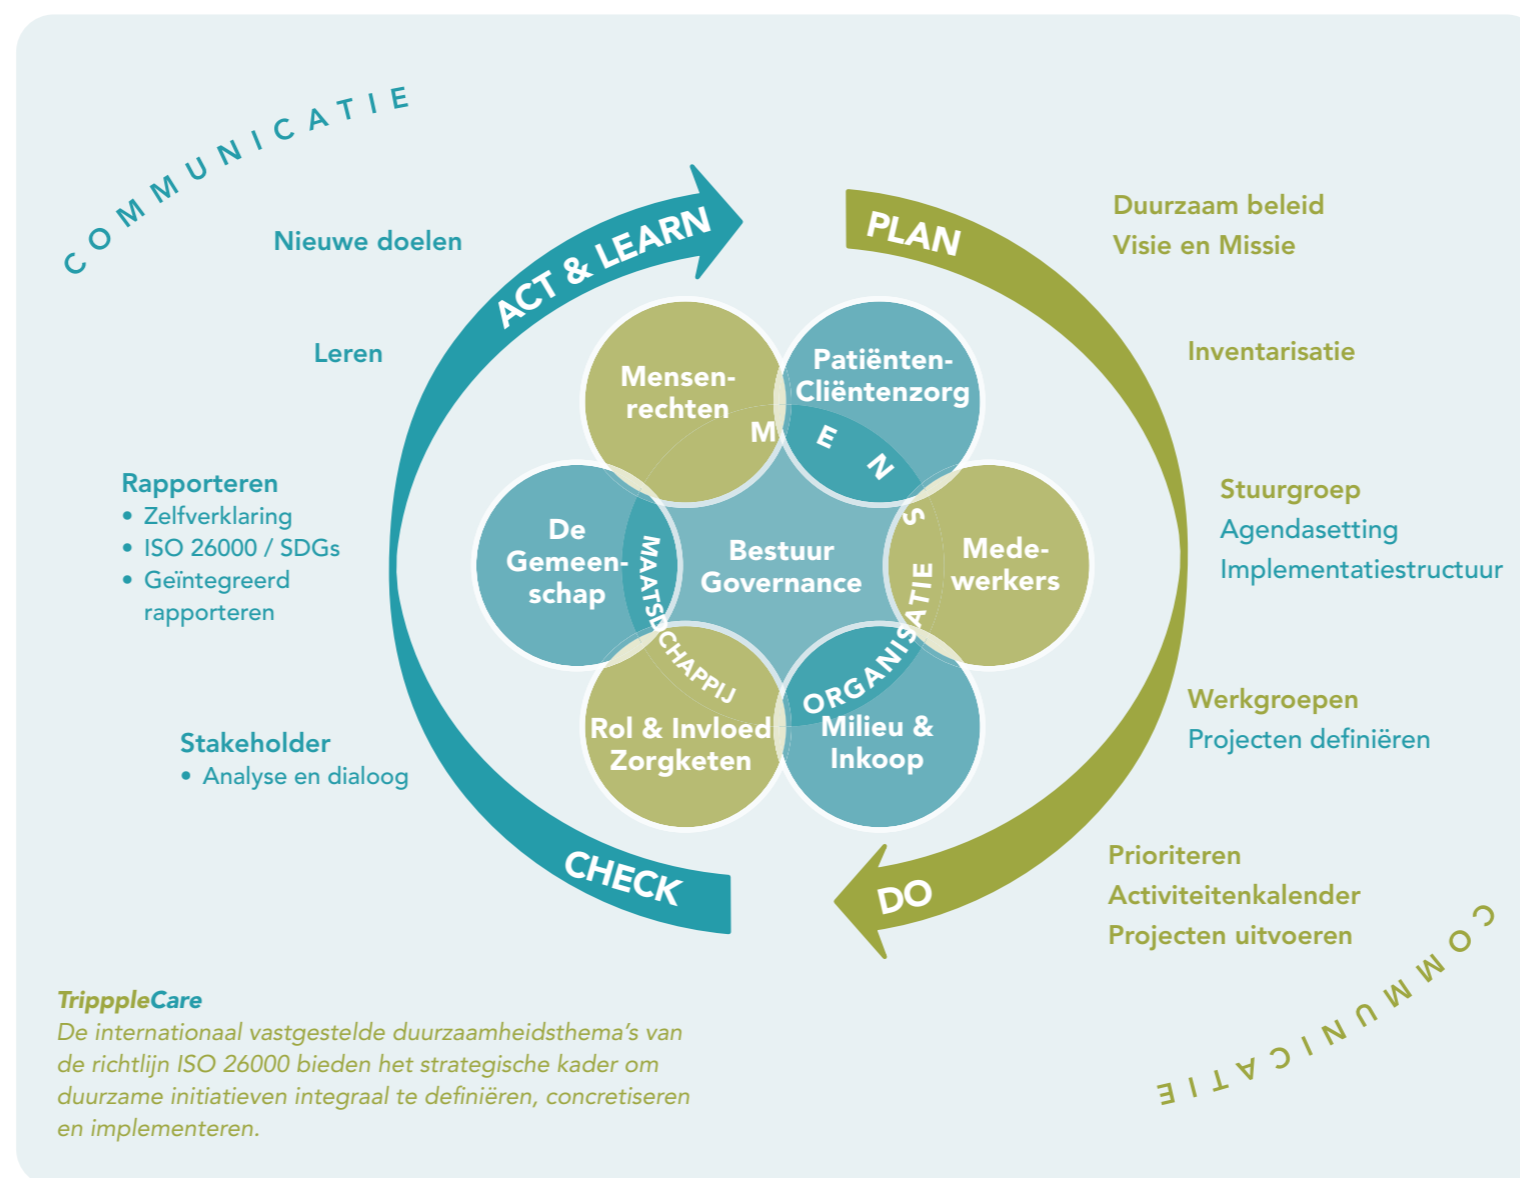 COMMUNICATIE
Nieuwe doelen
Leren
Rapporteren
• Zelfverklaring
• ISO 26000 / SDGs
• Geïntegreerd
rapporteren
Stakeholder
• Analyse en dialoog
ACT & LEARN
PLAN
CHECK
DO
Mensen-
rechten
Patiënten-
Cliëntenzorg
De
Gemeen-
schap
Bestuur
Governance
Mede-
werkers
Rol & Invloed
Zorgketen
Milieu &
Inkoop
MENS
MAATSDCHAPPIJ
ORGANISATIE
Duurzaam beleid
Visie en Missie
Inventarisatie
Stuurgroep
Agendasetting
Implementatiestructuur
Werkgroepen
Projecten definiëren
Prioriteren
Activiteitenkalender
Projecten uitvoeren
COMMUNICATIE
TripppleCare
De internationaal vastgestelde duurzaamheidsthema’s van
de richtlijn ISO 26000 bieden het strategische kader om
duurzame initiatieven integraal te definiëren, concretiseren
en implementeren.